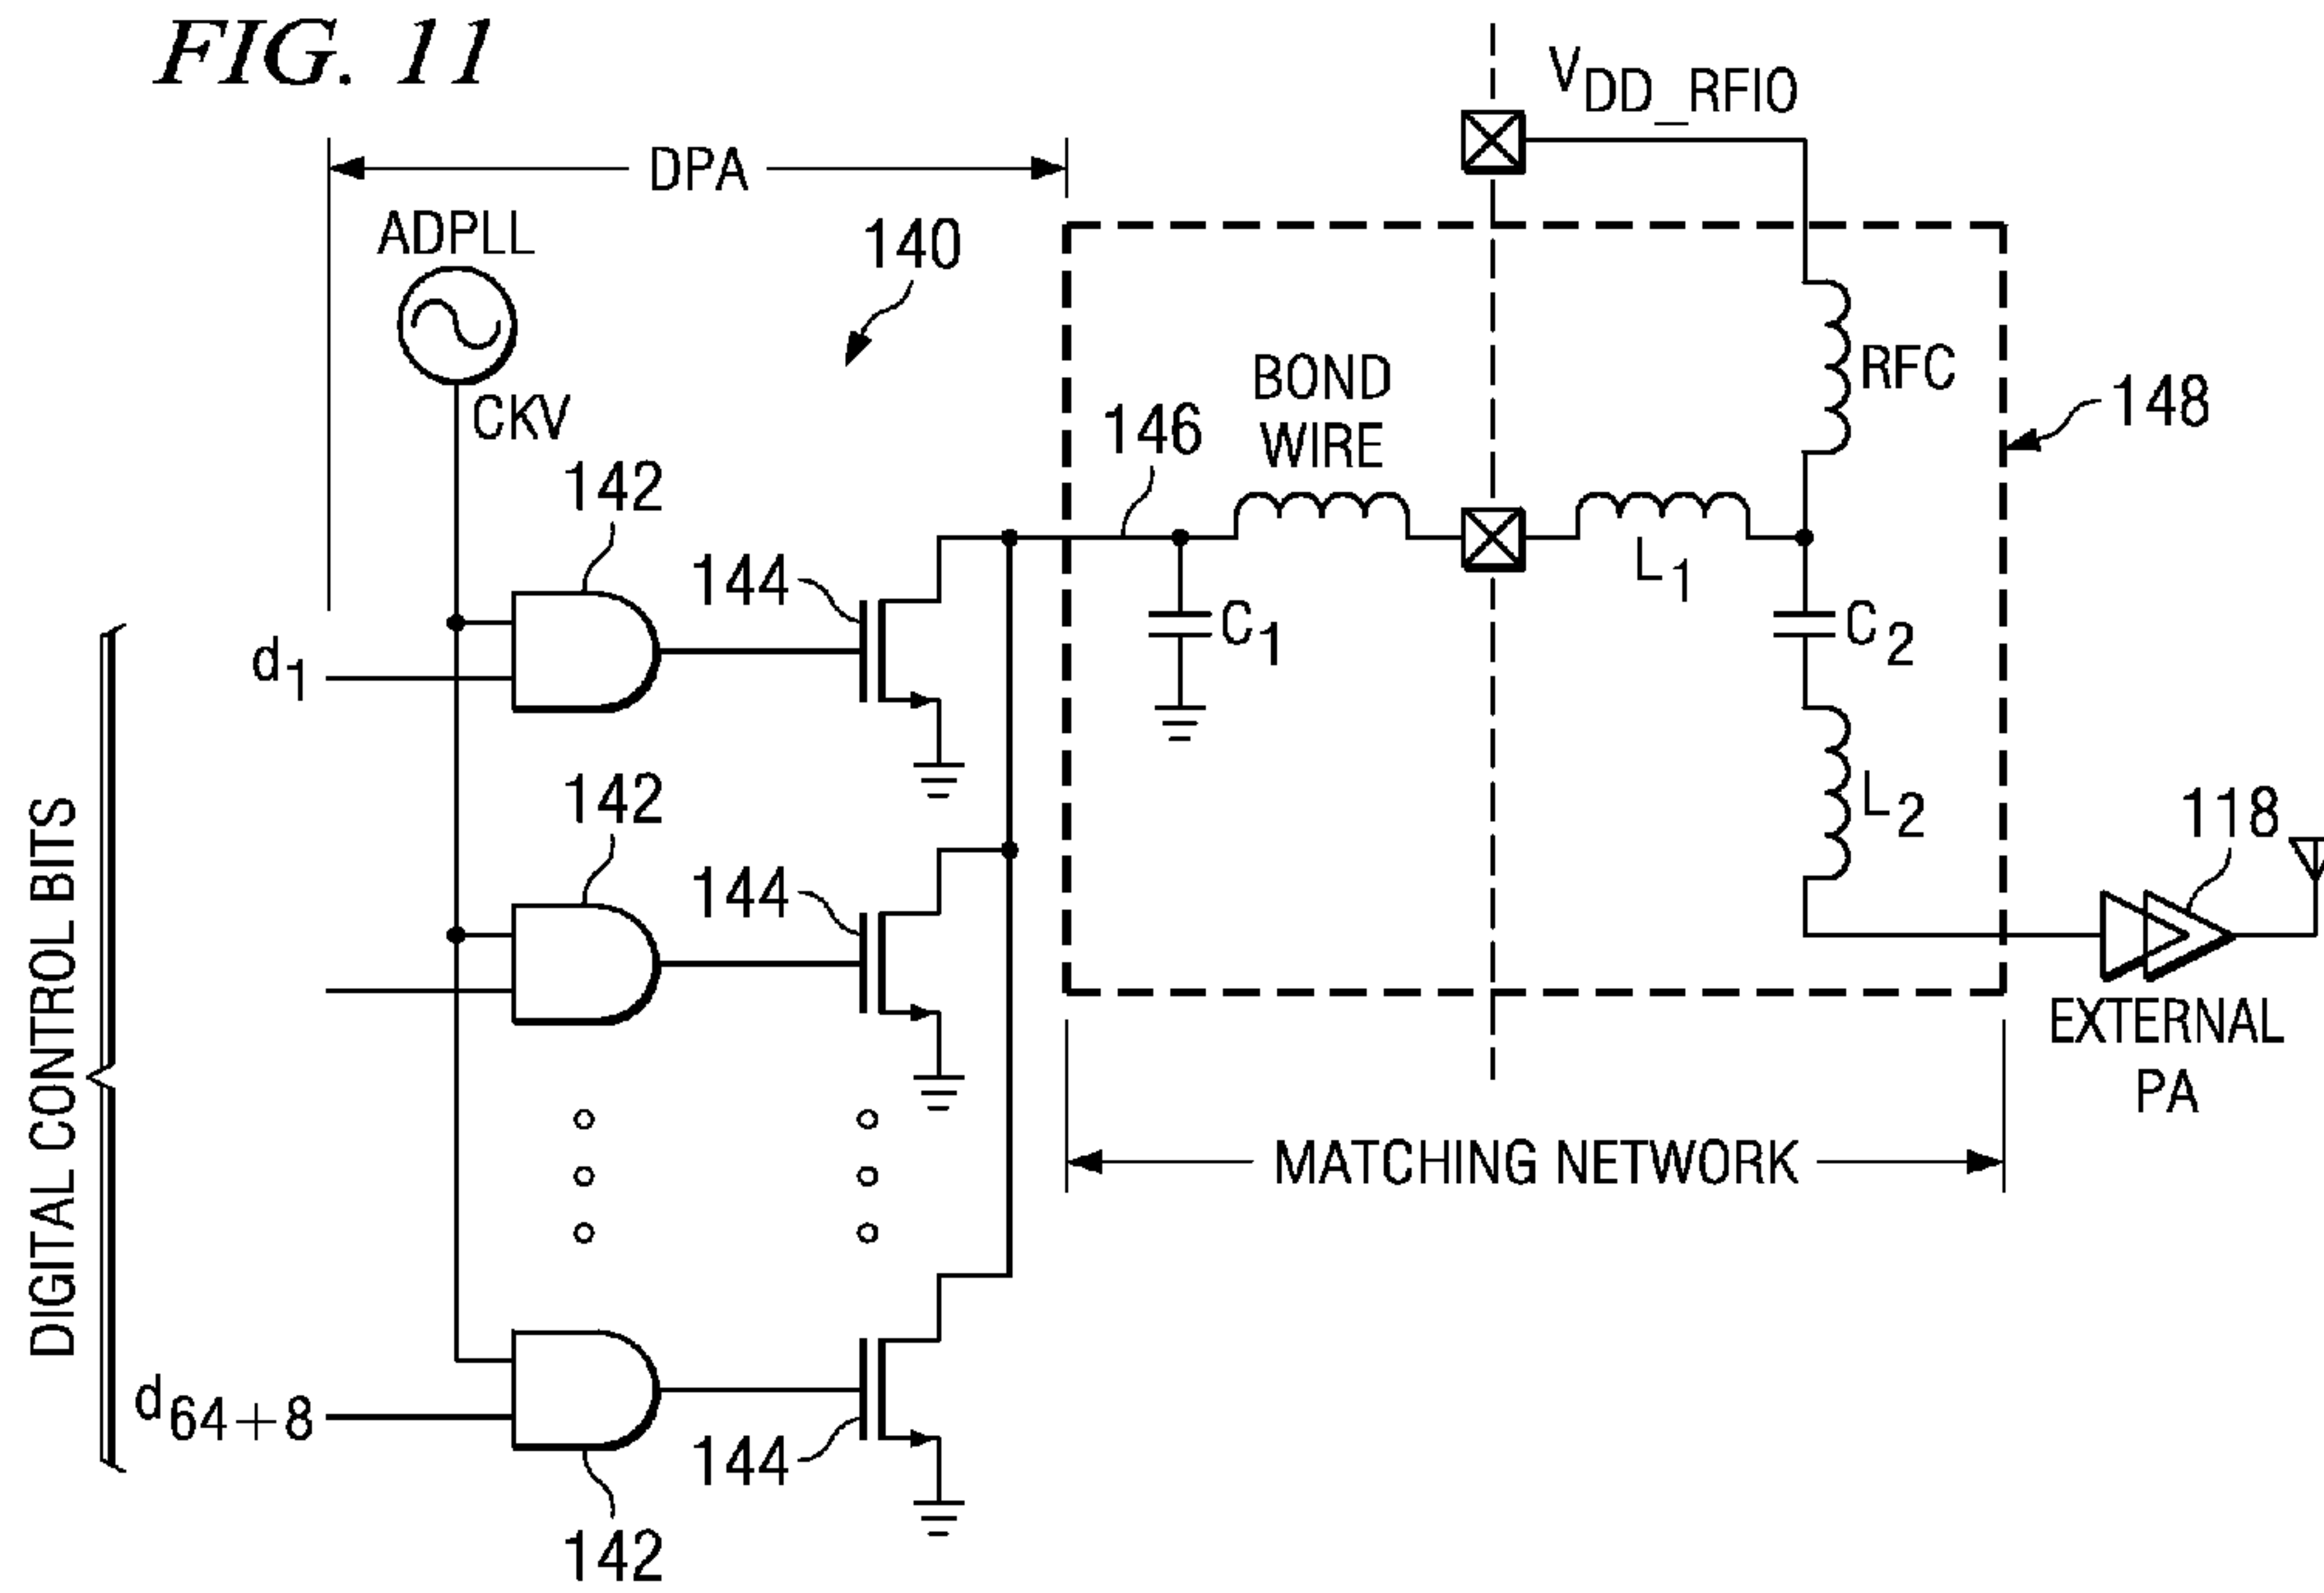 FIG. 11
V DD_RFIO
DPA
ADPLL
140
CKV
BOND
WIRE
RFC
148
146
142
144
L1
d1
C1
C2
142
144
L2
118
EXTERNAL
PA
DIGITAL CONTROL BITS
MATCHING NETWORK
d64+8
144
142